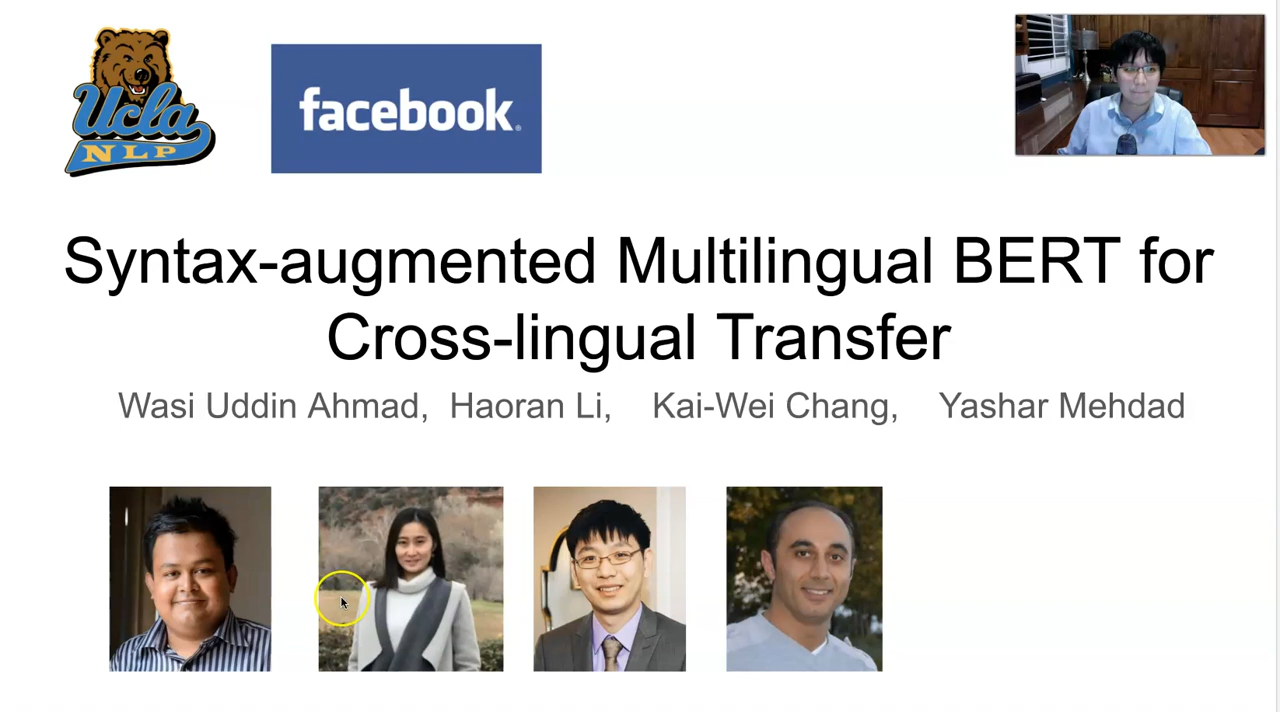 Ucla
NLP
facebook
Syntax-augmented Multilingual BERT for
Cross-lingual Transfer
Wasi Uddin Ahmad, Haoran Li, Kai-Wei Chang, Yashar Mehdad